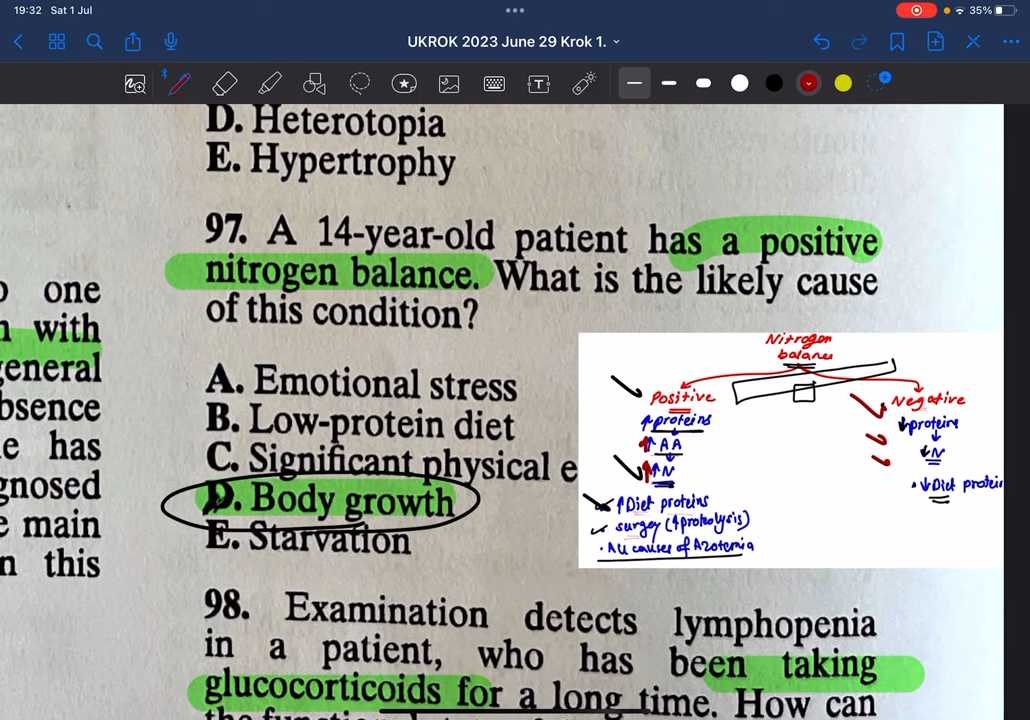 19:32 Sat 1 Jul
35%
UKROK 2023 June 29 Krok 1.
D. Heterotopia
E. Hypertrophy
97. A 14-year-old patient has a positive
nitrogen balance. What is the likely cause
of this condition?
A. Emotional stress
B. Low-protein diet
C. Significant physical e
D. Body growth
E. Starvation
98. Examination detects lymphopenia
in a patient, who has been taking
glucocorticoids for a long time. How can
one
with
general
bsence
e has
gnosed
e main
n this
Nitrogen
balance
Positive
↑proteins
↑AA
↑N
↑Diet proteins
surgery (↑proteolysis)
· All causes of Azotemia
Negative
↓protein
↓N
· ↓Diet protein